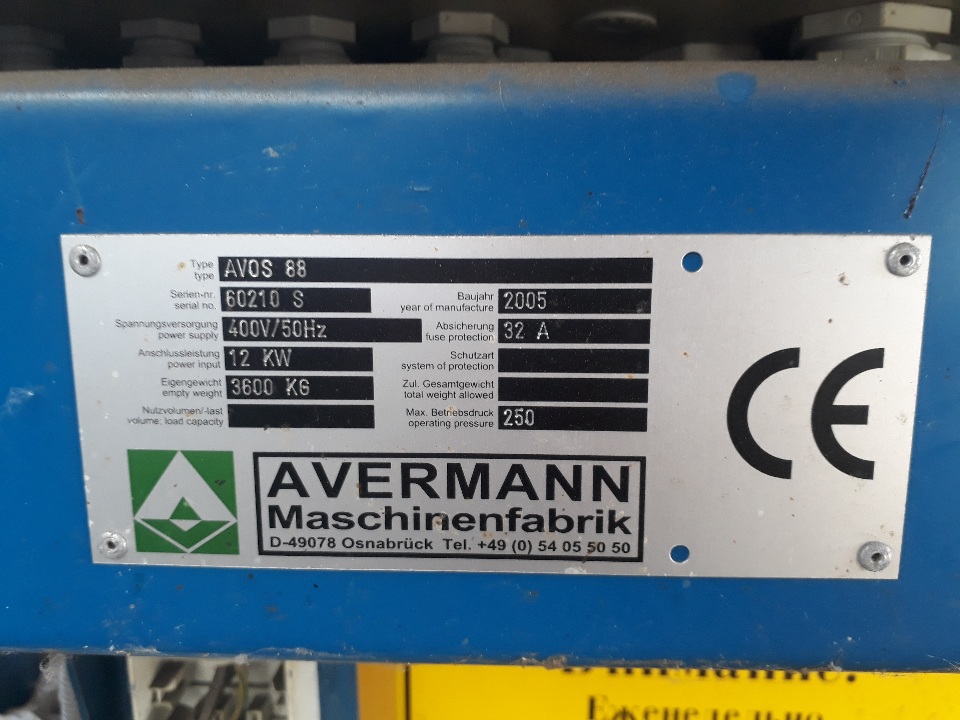 Type
type AVOS 88
Serien-nr.
serial no. 60210 S
Baujahr
year of manufacture 2005
Spannungsversorgung
power supply 400V/50Hz
Absicherung
fuse protection 32 A
Anschlussleistung
power input 12 KW
Schutzart
system of protection
Eigengewicht
empty weight 3600 KG
Zul. Gesamtgewicht
total weight allowed
Nutzvolumen/-last
volume: load capacity
Max. Betriebsdruck
operating pressure 250
CE
AVERMANN
Maschinenfabrik
D-49078 Osnabrück Tel. +49 (0) 54 05 50 50
Внимание!
Еженедельно